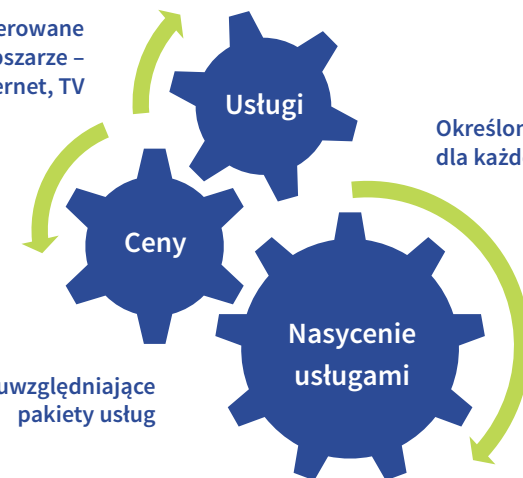 erowane
oszarze –
ernet, TV
Usługi
Określon
dla każd
Ceny
Nasycenie
usługami
uwzględniające
pakiety usług